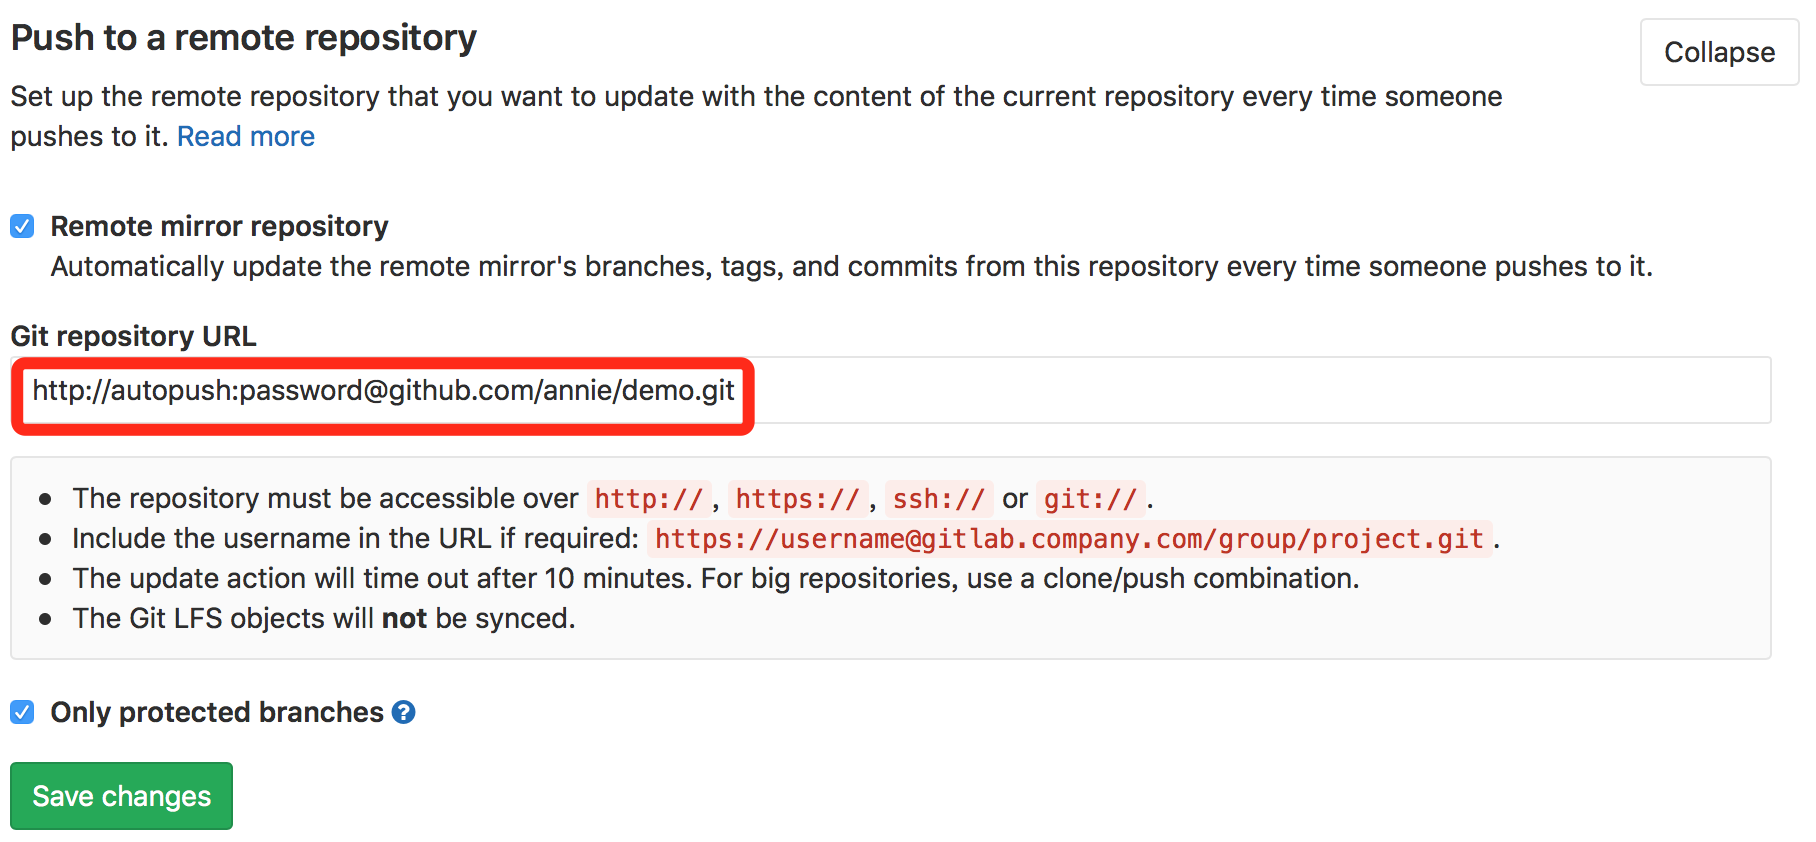 Push to a remote repository
Collapse
Set up the remote repository that you want to update with the content of the current repository every time someone
pushes to it. Read more
Remote mirror repository
Automatically update the remote mirror's branches, tags, and commits from this repository every time someone pushes to it.
Git repository URL
http://autopush:password@github.com/annie/demo.git
The repository must be accessible over http://, https://, ssh:// or git://.
Include the username in the URL if required: https://username@gitlab.company.com/group/project.git.
The update action will time out after 10 minutes. For big repositories, use a clone/push combination.
The Git LFS objects will not be synced.
Only protected branches ?
Save changes